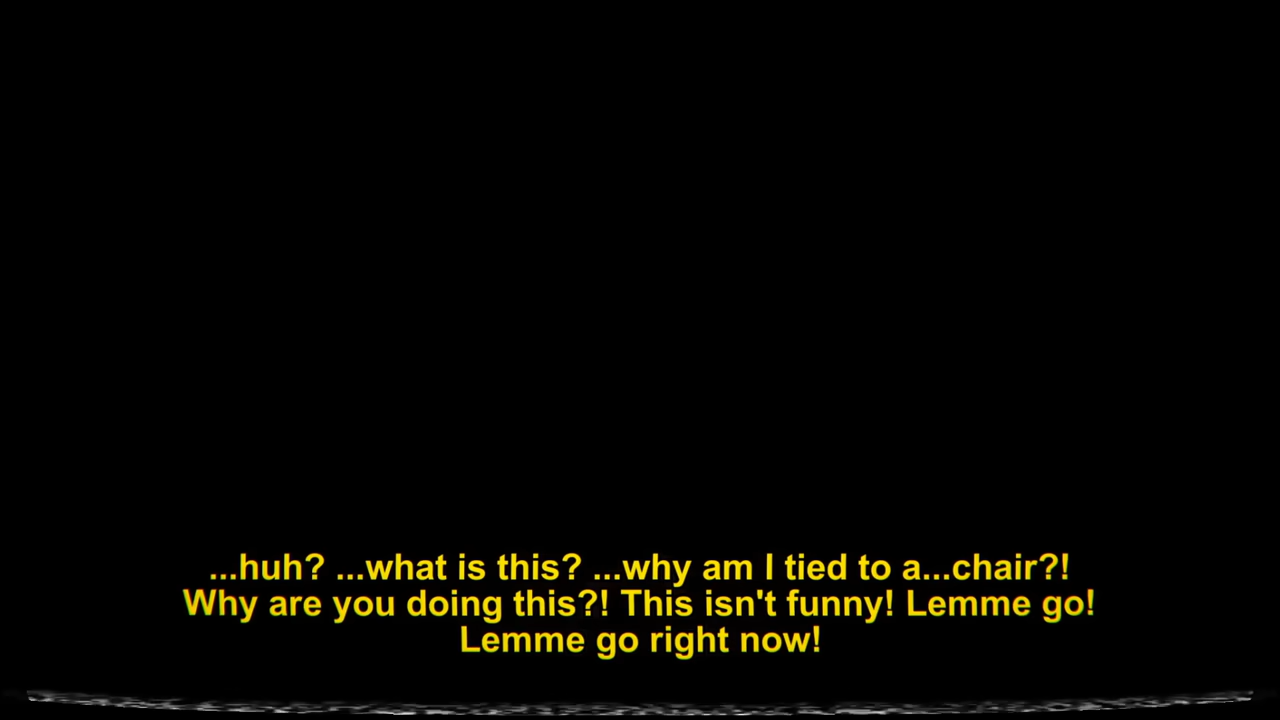 ...huh? ...what is this? ...why am I tied to a...chair?!
Why are you doing this?! This isn't funny! Lemme go!
Lemme go right now!